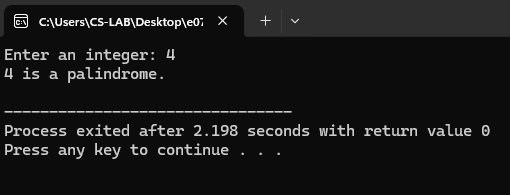 C:\Users\CS-LAB\Desktop\e07
Enter an integer: 4
4 is a palindrome.
--------------------------------
Process exited after 2.198 seconds with return value 0
Press any key to continue . . .